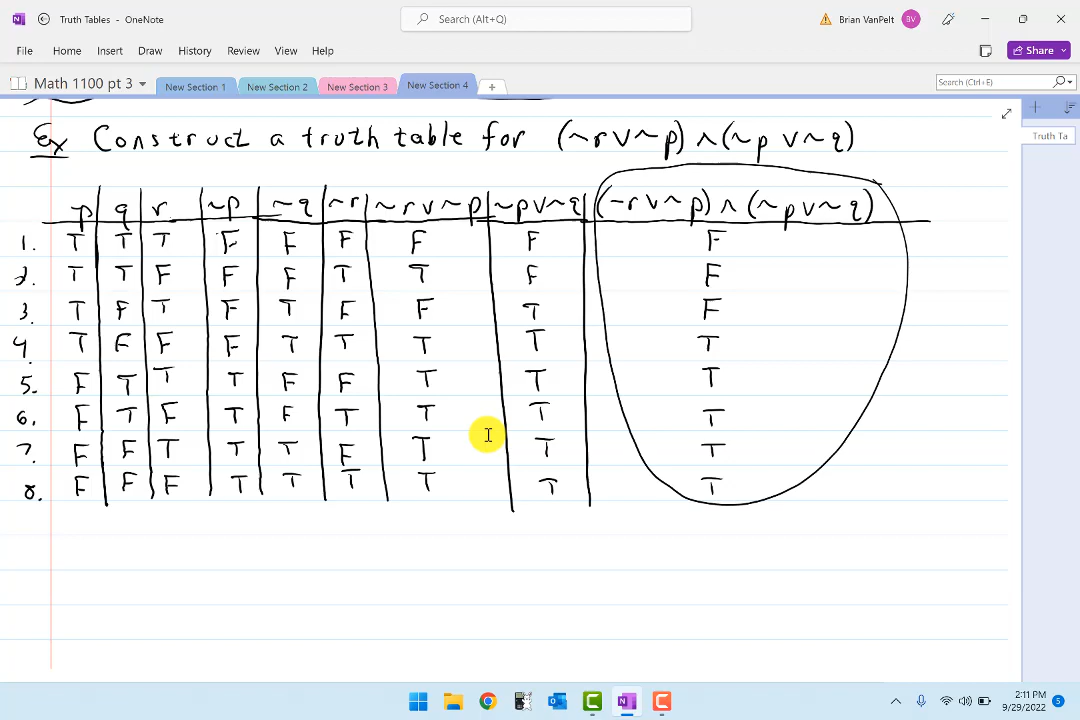 Truth Tables - OneNote
Search (Alt+Q)
Brian VanPelt BV
File Home Insert Draw History Review View Help
Share
Math 1100 pt 3 New Section 1 New Section 2 New Section 3 New Section 4 +
Search (Ctrl+E)
Truth Ta
Ex Construct a truth table for (~r∨~p)∧(~p∨~q)
p q r ~p ~q ~r ~r∨~p ~p∨~q (~r∨~p)∧(~p∨~q)
1. T T T F F F F F F
2. T T F F F T T F F
3. T F T F T F F T F
4. T F F F T T T T T
5. F T T T F F T T T
6. F T F T F T T T T
7. F F T T T F T T T
8. F F F T T T T T T
2:11 PM
9/29/2022
5